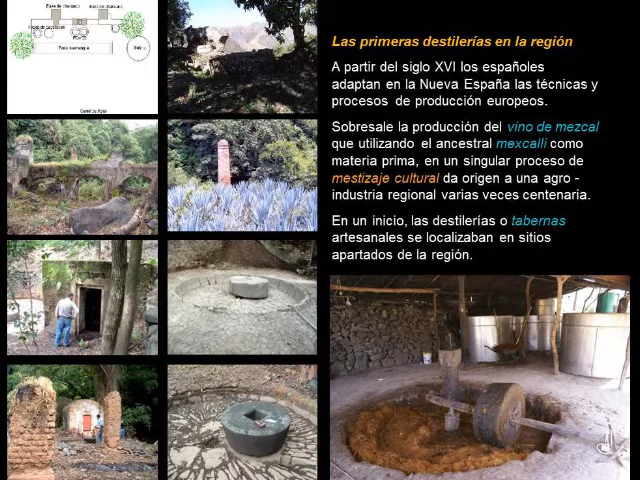 Las primeras destilerías en la región
A partir del siglo XVI los españoles
adaptan en la Nueva España las técnicas y
procesos de producción europeos.
Sobresale la producción del vino de mezcal
que utilizando el ancestral mexcalli como
materia prima, en un singular proceso de
mestizaje cultural da origen a una agro -
industria regional varias veces centenaria.
En un inicio, las destilerías o tabernas
artesanales se localizaban en sitios
apartados de la región.